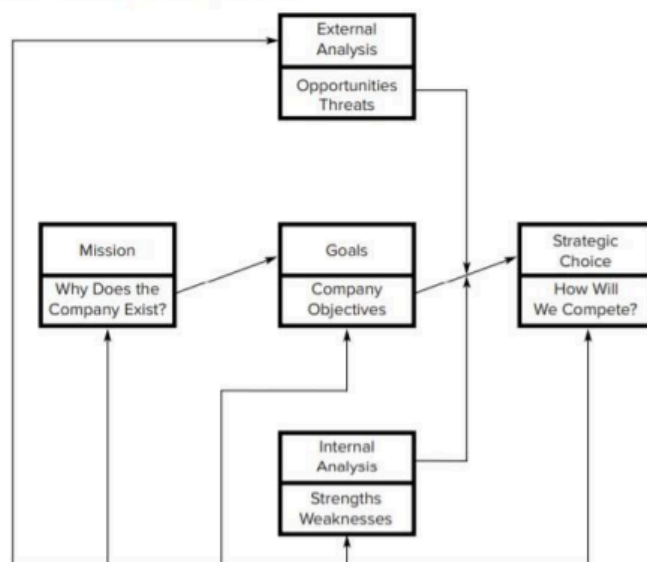 External
Analysis
Opportunities
Threats
Mission
Why Does the
Company Exist?
Goals
Company
Objectives
Strategic
Choice
How Will
We Compete?
Internal
Analysis
Strengths
Weaknesses